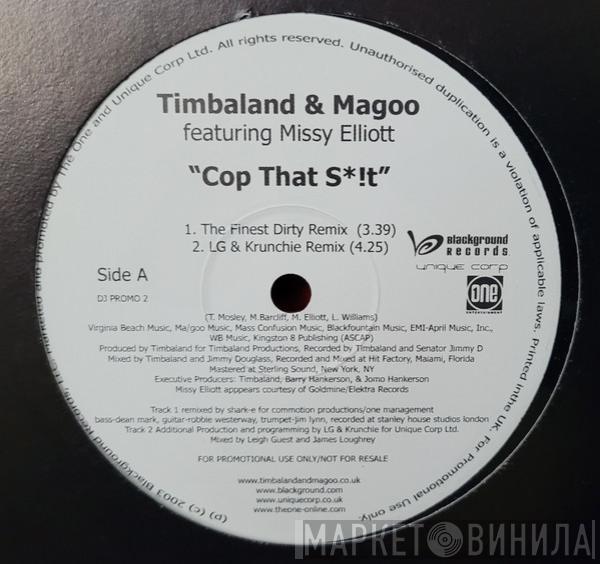 Timbaland & Magoo
featuring Missy Elliott
“Cop That S*!t”
1. The Finest Dirty Remix (3.39)
2. LG & Krunchie Remix (4.25)
Blackground
RECORDS
unique corp
one
ENTERTAINMENT
Side A
DJ PROMO 2
(T. Mosley, M.Barcliff, M. Elliott, L. Williams)
Virginia Beach Music, Ma/goo Music, Mass Confusion Music, Blackfountain Music, EMI-April Music, Inc.,
WB Music, Kingston 8 Publishing (ASCAP)
Produced by Timbaland for Timbaland Productions, Recorded by Timbaland and Senator Jimmy D
Mixed by Timbaland and Jimmy Douglass, Recorded and Mixed at Hit Factory, Maiami, Florida
Mastered at Sterling Sound, New York, NY
Executive Producers: Timbaland, Barry Hankerson, & Jomo Hankerson
Missy Elliott apppears courtesy of Goldmine/Elektra Records
Track 1 remixed by shark-e for commotion productions/one management
bass-dean mark, guitar-robbie westerway, trumpet-jim lynn, recorded at stanley house studios london
Track 2 Additional Production and programming by LG & Krunchie for Unique Corp Ltd.
Mixed by Leigh Guest and James Loughrey
FOR PROMOTIONAL USE ONLY/NOT FOR RESALE
www.timbalandandmagoo.co.uk
www.blackground.com
www.uniquecorp.co.uk
www.theone-online.com
(p) (c) 2003 Blackground Records and promoted by The One and Unique Corp Ltd. All rights reserved. Unauthorised duplication is a violation of applicable laws. Printed in the UK. For Promotional Use only.
МАРКЕТ ВИНИЛА